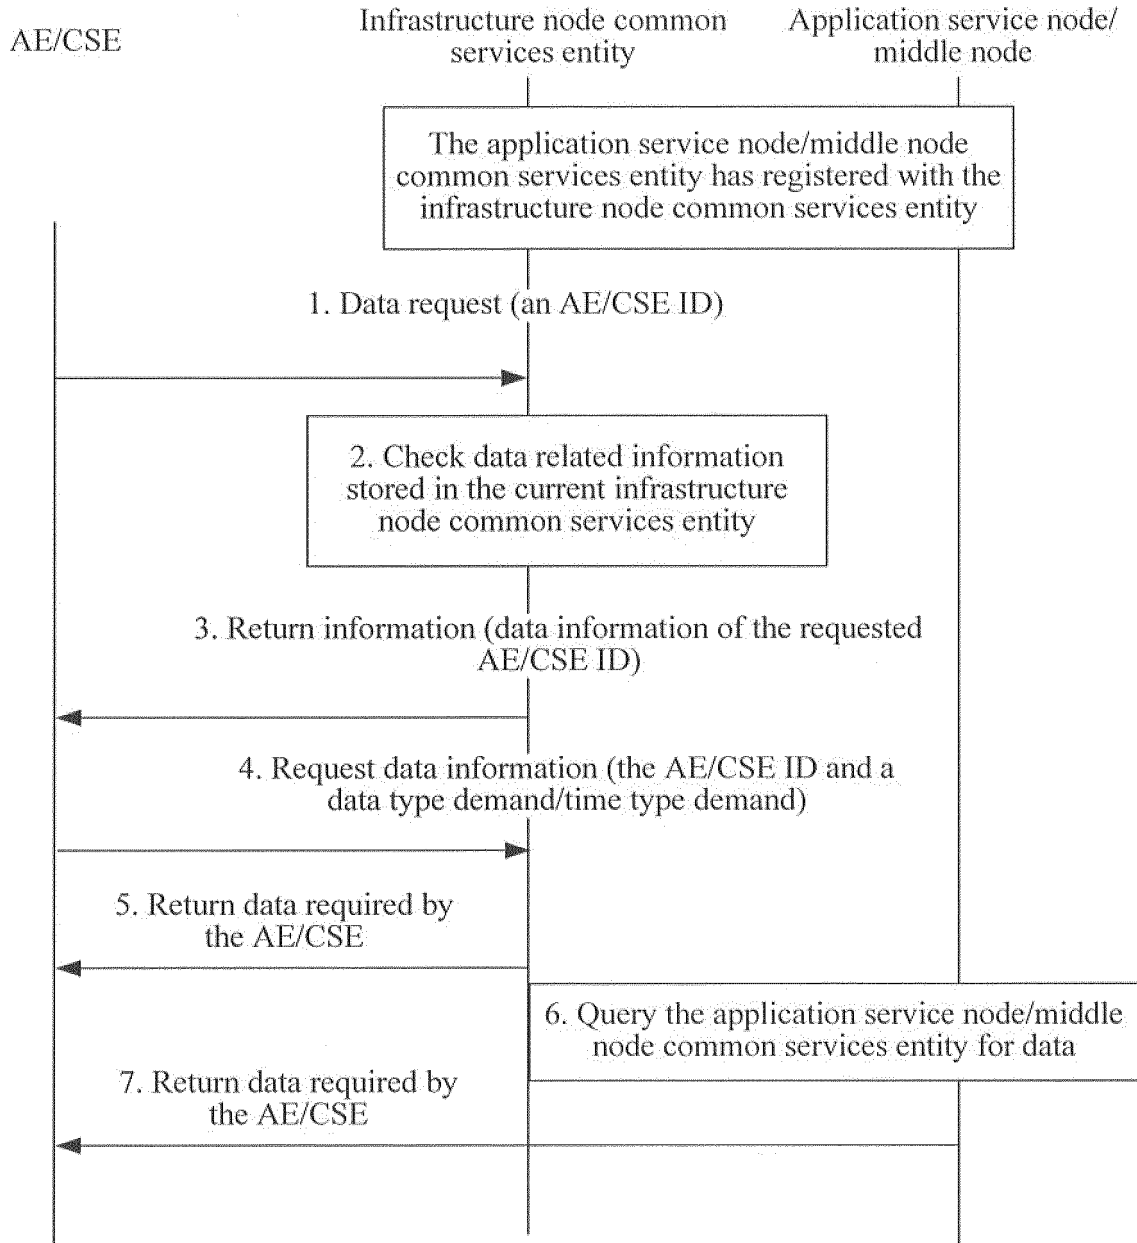 AE/CSE
Infrastructure node common
services entity
Application service node/
middle node
The application service node/middle node
common services entity has registered with the
infrastructure node common services entity
1. Data request (an AE/CSE ID)
2. Check data related information
stored in the current infrastructure
node common services entity
3. Return information (data information of the requested
AE/CSE ID)
4. Request data information (the AE/CSE ID and a
data type demand/time type demand)
5. Return data required by
the AE/CSE
6. Query the application service node/middle
node common services entity for data
7. Return data required by
the AE/CSE